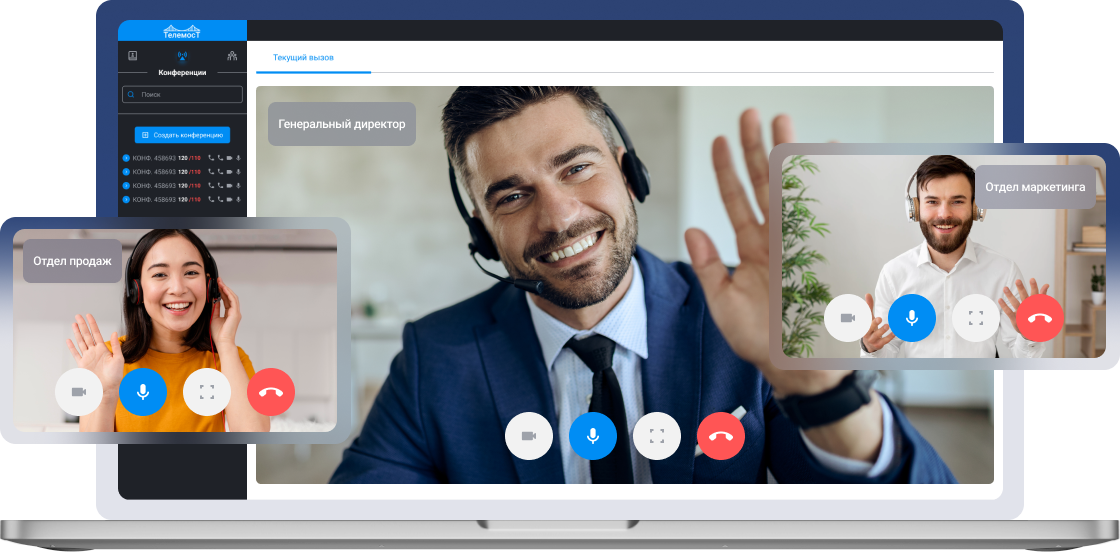 Телемост
Конференции
Поиск
Создать конференцию
КОНФ. 458693 120 /110
КОНФ. 458693 120 /110
КОНФ. 458693 120 /110
КОНФ. 458693 120 /110
Текущий вызов
Генеральный директор
Отдел продаж
Отдел маркетинга